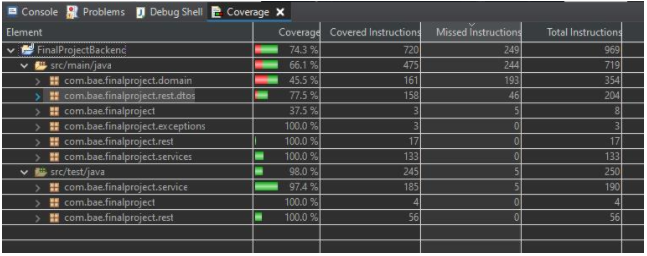 Console Problems Debug Shell Coverage
Element Coverage Covered Instructions Missed Instructions Total Instructions
FinalProjectBackend 74.3 % 720 249 969
src/main/java 66.1 % 475 244 719
com.bae.finalproject.domain 45.5 % 161 193 354
com.bae.finalproject.rest.dtos 77.5 % 158 46 204
com.bae.finalproject 37.5 % 3 5 8
com.bae.finalproject.exceptions 100.0 % 3 0 3
com.bae.finalproject.rest 100.0 % 17 0 17
com.bae.finalproject.services 100.0 % 133 0 133
src/test/java 98.0 % 245 5 250
com.bae.finalproject.service 97.4 % 185 5 190
com.bae.finalproject 100.0 % 4 0 4
com.bae.finalproject.rest 100.0 % 56 0 56